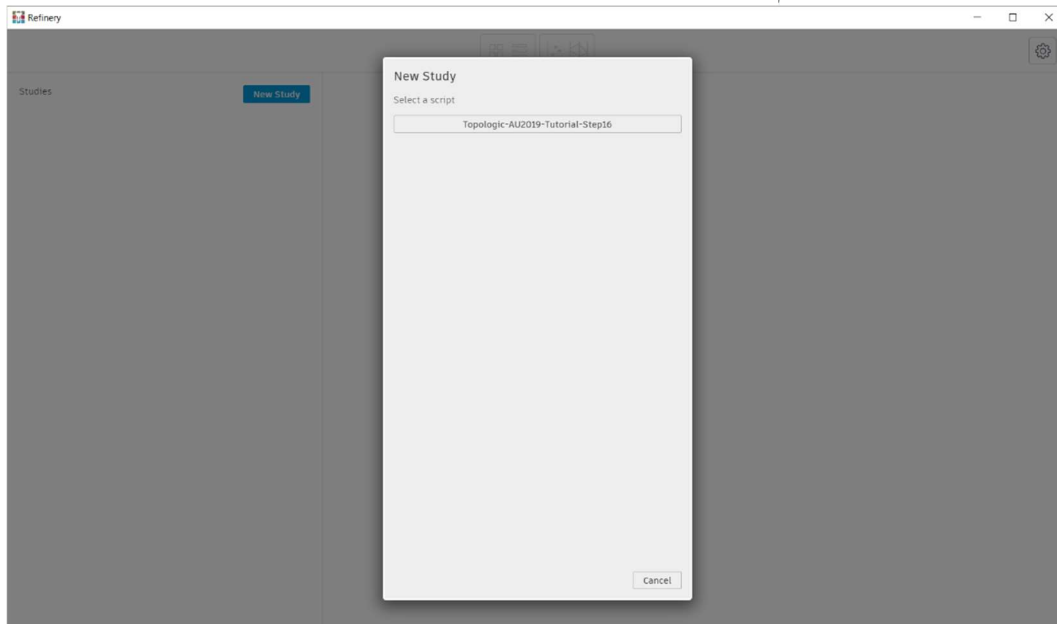 Refinery
Studies
New Study
New Study
Select a script
Topologic-AU2019-Tutorial-Step16
Cancel